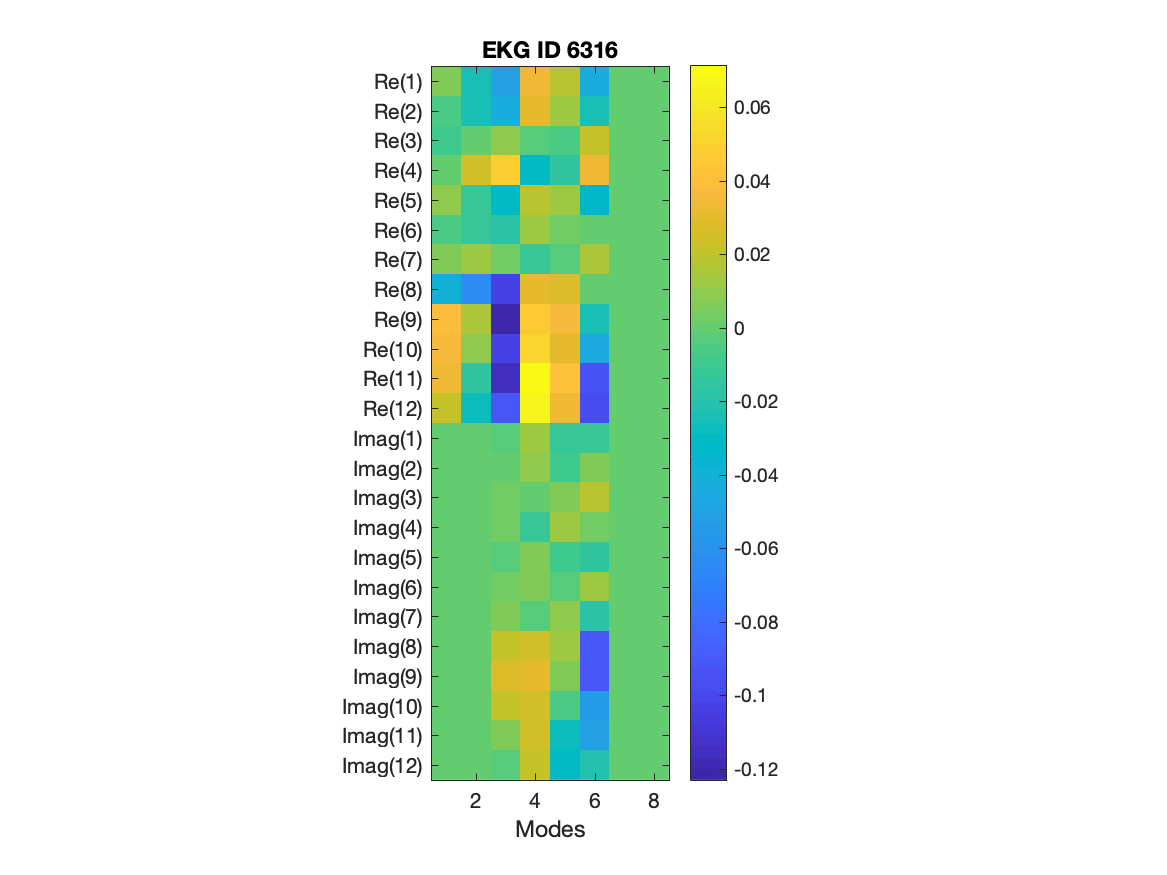 EKG ID 6316
Re(1)
Re(2)
Re(3)
Re(4)
Re(5)
Re(6)
Re(7)
Re(8)
Re(9)
Re(10)
Re(11)
Re(12)
Imag(1)
Imag(2)
Imag(3)
Imag(4)
Imag(5)
Imag(6)
Imag(7)
Imag(8)
Imag(9)
Imag(10)
Imag(11)
Imag(12)
2 4 6 8
Modes
0.06
0.04
0.02
0
-0.02
-0.04
-0.06
-0.08
-0.1
-0.12